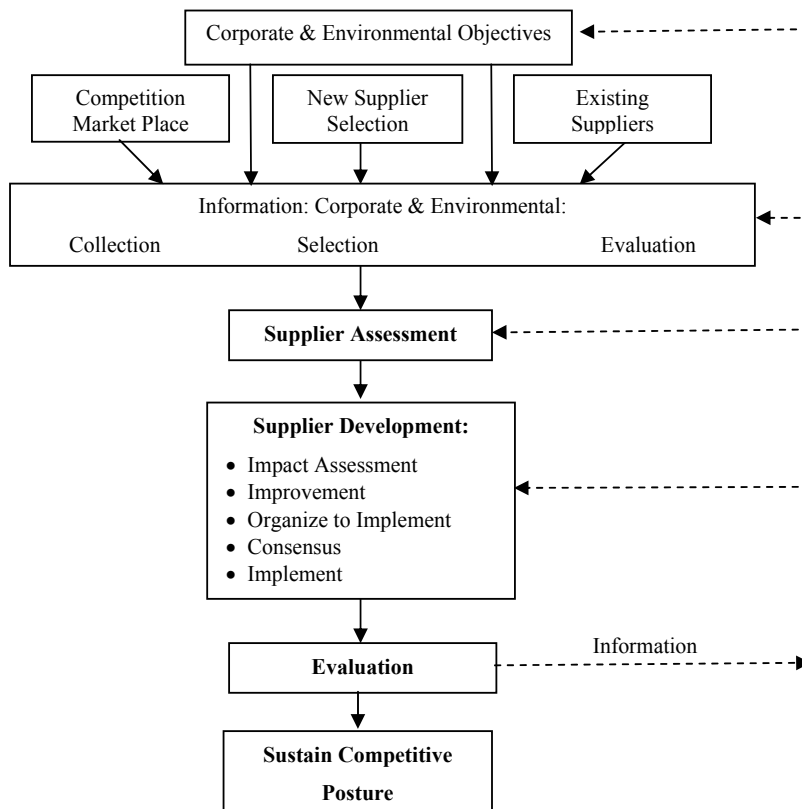 Corporate & Environmental Objectives
Competition
Market Place
New Supplier
Selection
Existing
Suppliers
Information: Corporate & Environmental:
Collection Selection Evaluation
Supplier Assessment
Supplier Development:
• Impact Assessment
• Improvement
• Organize to Implement
• Consensus
• Implement
Evaluation
Information
Sustain Competitive
Posture